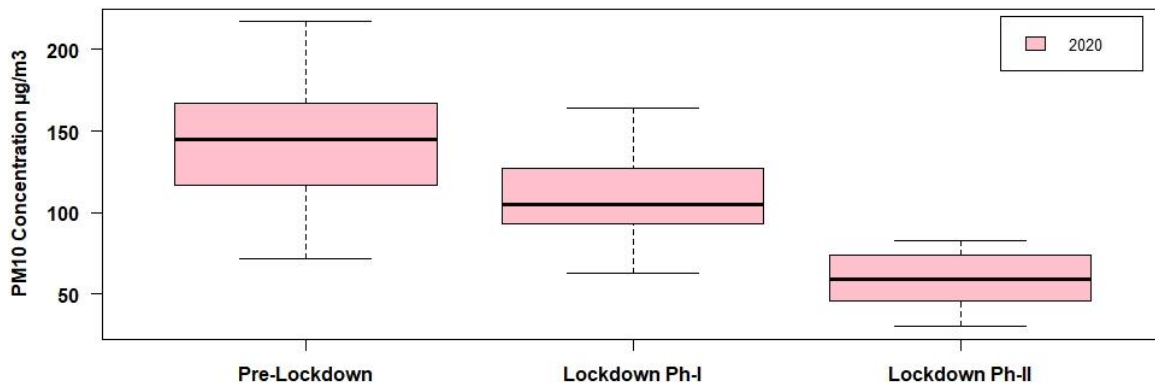 PM10 Concentration µg/m3
200
150
100
50
2020
Pre-Lockdown
Lockdown Ph-I
Lockdown Ph-II